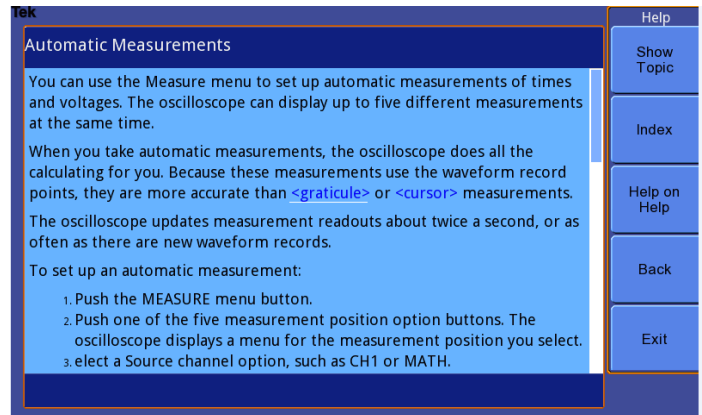 Tek
Automatic Measurements
You can use the Measure menu to set up automatic measurements of times
and voltages. The oscilloscope can display up to five different measurements
at the same time.
When you take automatic measurements, the oscilloscope does all the
calculating for you. Because these measurements use the waveform record
points, they are more accurate than <graticule> or <cursor> measurements.
The oscilloscope updates measurement readouts about twice a second, or as
often as there are new waveform records.
To set up an automatic measurement:
1. Push the MEASURE menu button.
2. Push one of the five measurement position option buttons. The
oscilloscope displays a menu for the measurement position you select.
3. elect a Source channel option, such as CH1 or MATH.
Help
Show
Topic
Index
Help on
Help
Back
Exit